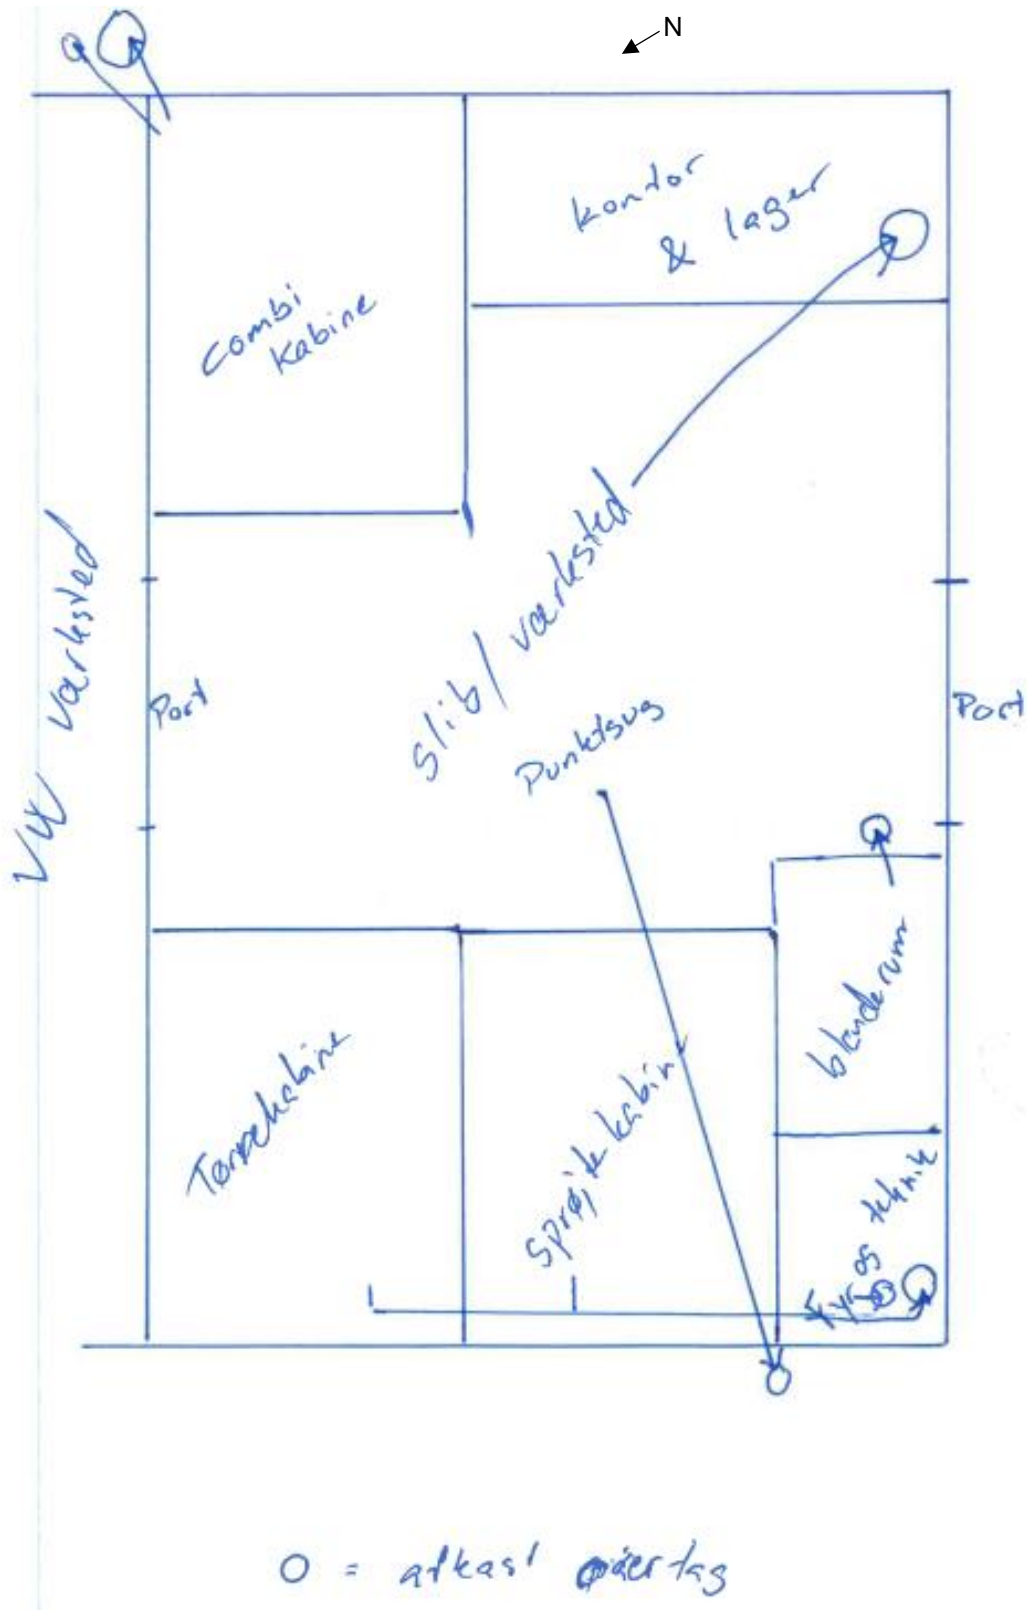 N
kontor
& lager
combi
kabine
slib/ værksted
VW værksted
Port
Port
Punktsug
blanderum
Tørrekabine
Sprøjtekabine
Fyr og teknik
O = afkast over tag